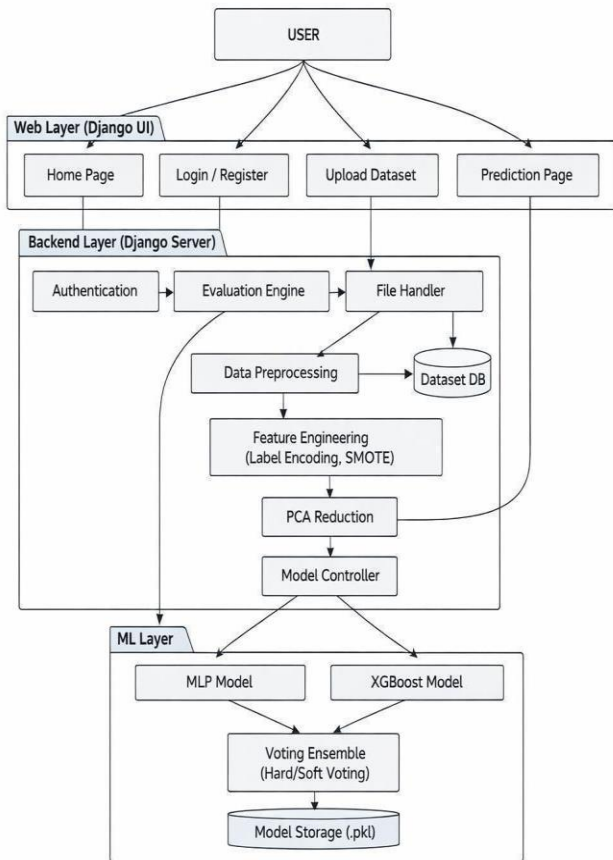 USER
Web Layer (Django UI)
Home Page
Login / Register
Upload Dataset
Prediction Page
Backend Layer (Django Server)
Authentication
Evaluation Engine
File Handler
Data Preprocessing
Dataset DB
Feature Engineering
(Label Encoding, SMOTE)
PCA Reduction
Model Controller
ML Layer
MLP Model
XGBoost Model
Voting Ensemble
(Hard/Soft Voting)
Model Storage (.pkl)